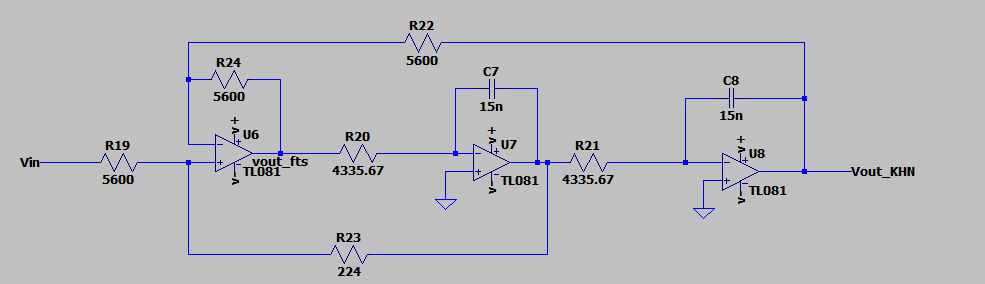 R22
5600
R24
5600
C7
15n
C8
15n
R19
5600
Vin
v+
U6
vout_fts
TL081
v-
R20
4335.67
v+
U7
TL081
v-
R21
4335.67
v+
U8
TL081
v-
Vout_KHN
R23
224